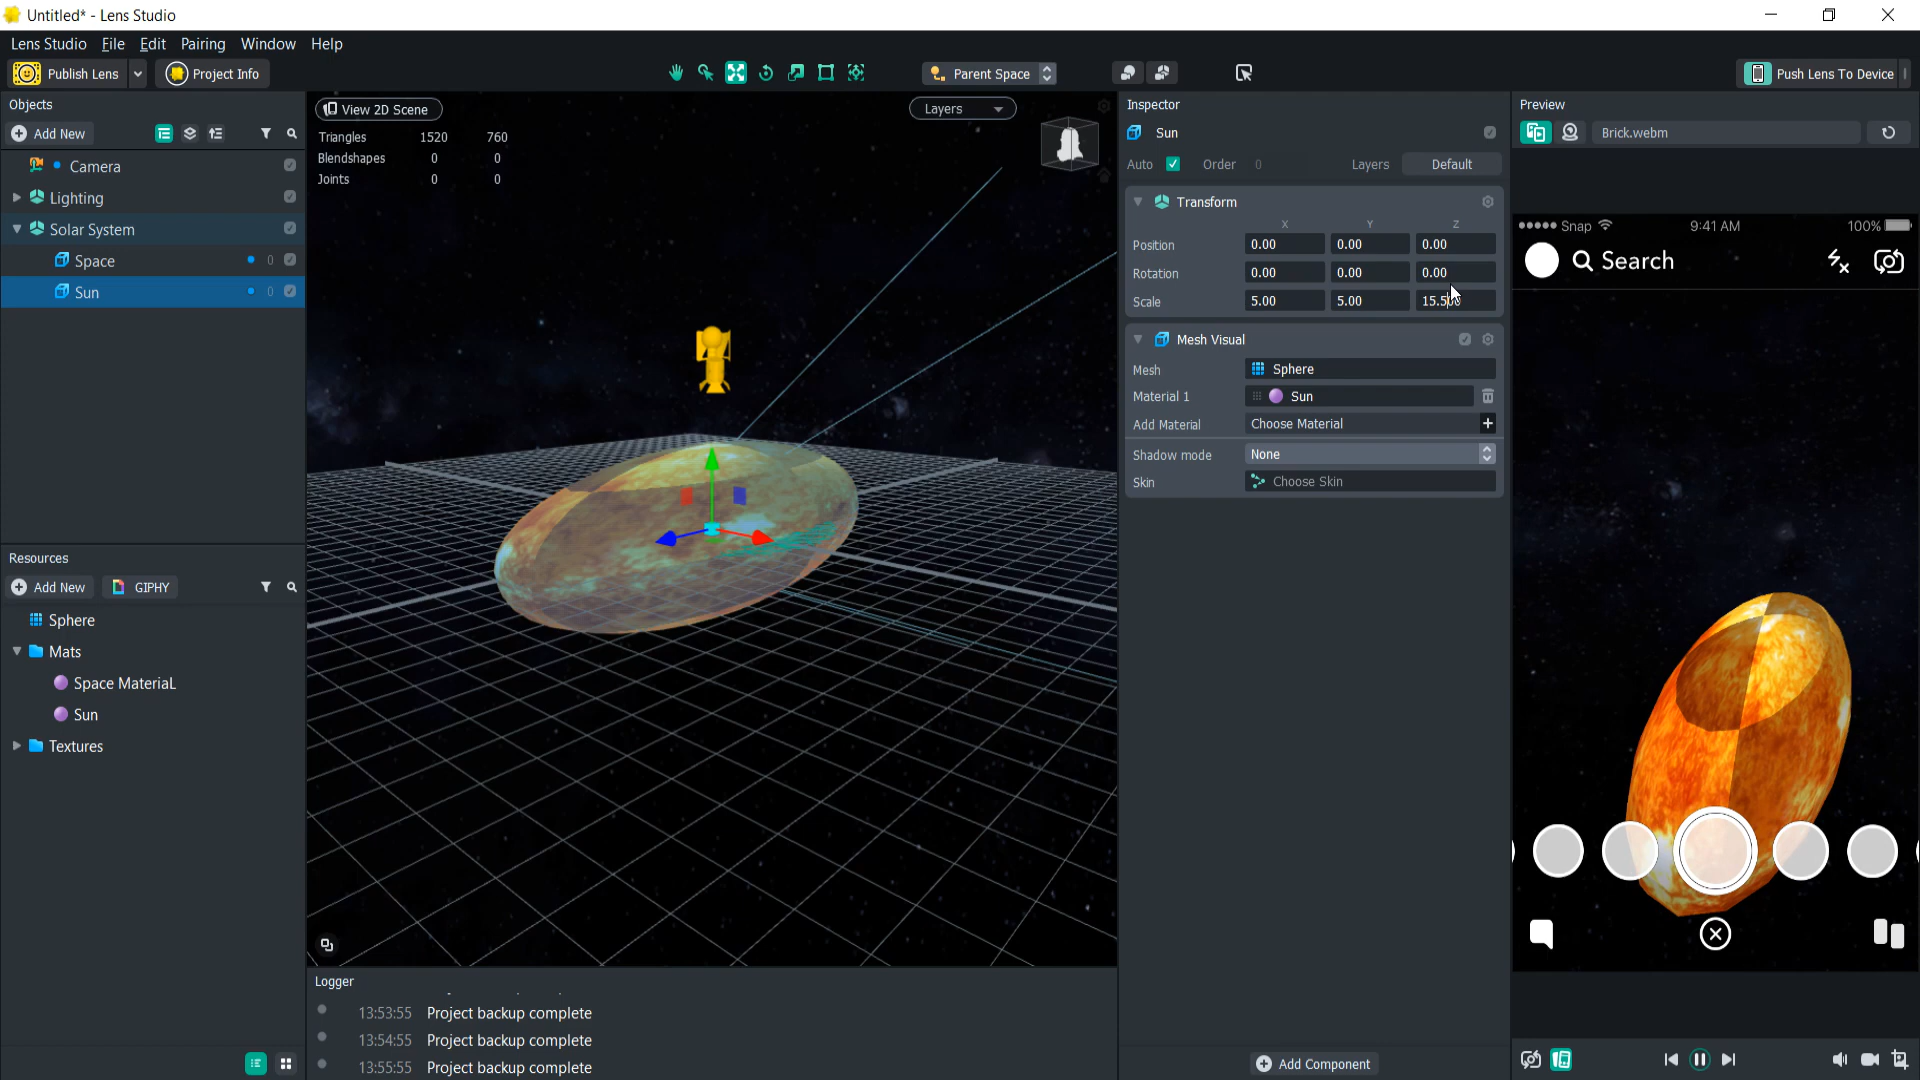 Untitled* - Lens Studio
Lens Studio File Edit Pairing Window Help
Publish Lens Project Info Parent Space Push Lens To Device
Objects
Add New
Camera
Lighting
Solar System
Space 0
Sun 0
Resources
Add New GIPHY
Sphere
Mats
Space MateriaL
Sun
Textures
View 2D Scene Layers
Triangles 1520 760
Blendshapes 0 0
Joints 0 0
Logger
13:53:55 Project backup complete
13:54:55 Project backup complete
13:55:55 Project backup complete
Inspector
Sun
Auto Order 0 Layers Default
Transform
X Y Z
Position 0.00 0.00 0.00
Rotation 0.00 0.00 0.00
Scale 5.00 5.00
Mesh Visual
Mesh Sphere
Material 1 Sun
Add Material Choose Material +
Shadow mode None
Skin Choose Skin
Add Component
Preview
Brick.webm
Snap 9:41 AM 100%
Search